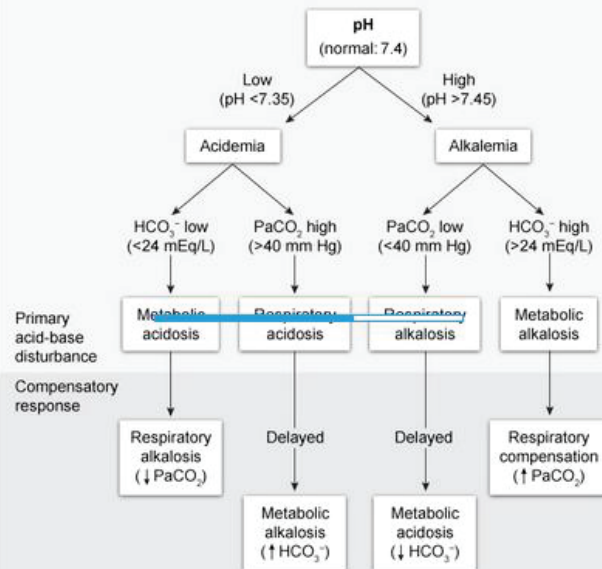 pH
(normal: 7.4)
Low
(pH <7.35)
High
(pH >7.45)
Acidemia
Alkalemia
HCO₃⁻ low
(<24 mEq/L)
PaCO₂ high
(>40 mm Hg)
PaCO₂ low
(<40 mm Hg)
HCO₃⁻ high
(>24 mEq/L)
Primary
acid-base
disturbance
Metabolic
acidosis
Respiratory
acidosis
Respiratory
alkalosis
Metabolic
alkalosis
Compensatory
response
Respiratory
alkalosis
(↓PaCO₂)
Delayed
Delayed
Respiratory
compensation
(↑PaCO₂)
Metabolic
alkalosis
(↑HCO₃⁻)
Metabolic
acidosis
(↓HCO₃⁻)